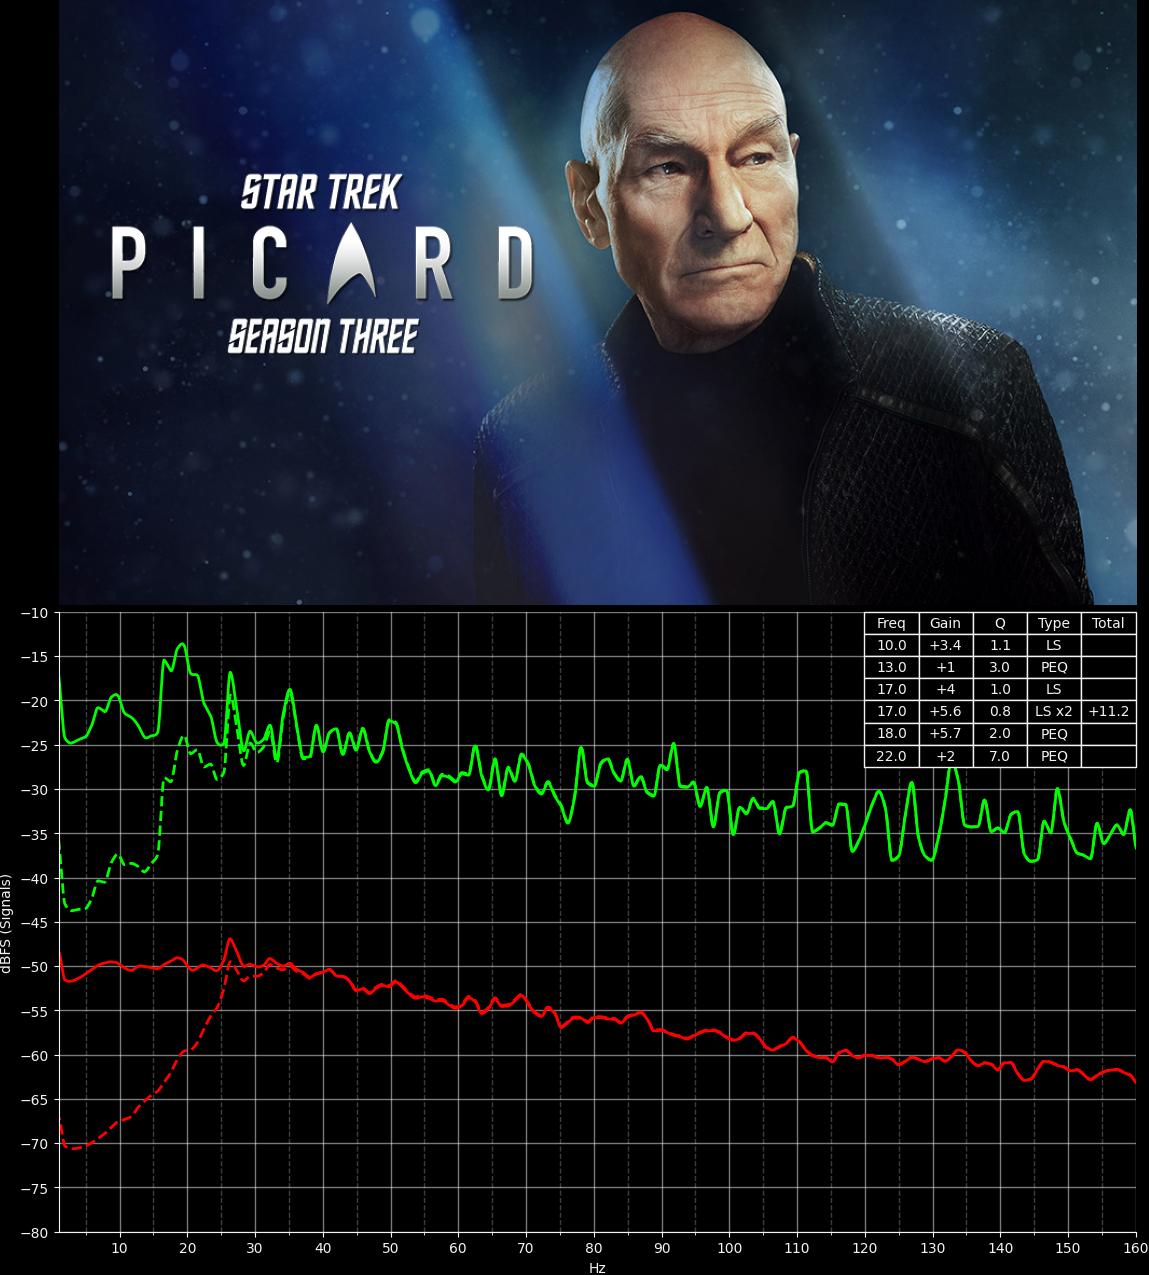 STAR TREK
PICARD
SEASON THREE
Freq Gain Q Type Total
10.0 +3.4 1.1 LS
13.0 +1 3.0 PEQ
17.0 +4 1.0 LS
17.0 +5.6 0.8 LS x2 +11.2
18.0 +5.7 2.0 PEQ
22.0 +2 7.0 PEQ
−10
−15
−20
−25
−30
−35
−40
−45
−50
−55
−60
−65
−70
−75
−80
dBFS (Signals)
10 20 30 40 50 60 70 80 90 100 110 120 130 140 150 160
Hz